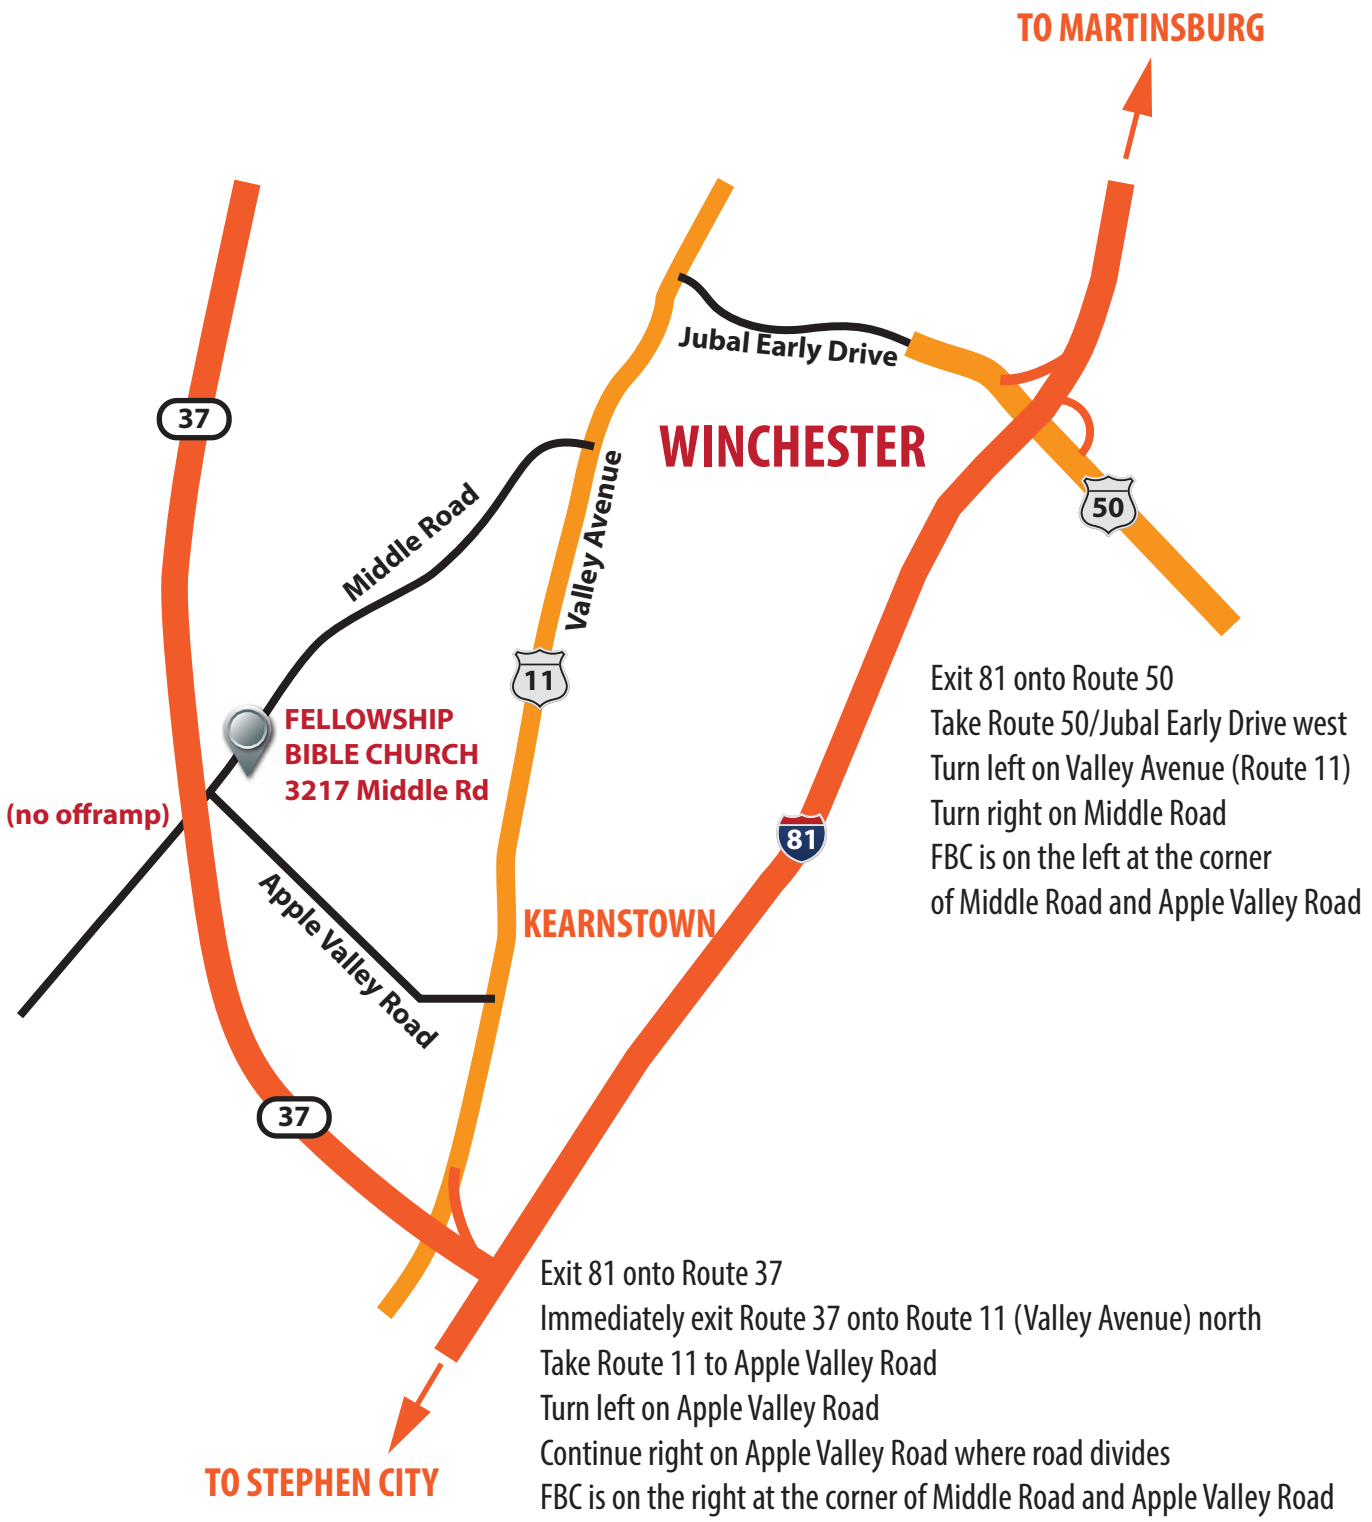 TO MARTINSBURG
Jubal Early Drive
37
WINCHESTER
Middle Road
Valley Avenue
50
11
Exit 81 onto Route 50
Take Route 50/Jubal Early Drive west
Turn left on Valley Avenue (Route 11)
Turn right on Middle Road
FBC is on the left at the corner
of Middle Road and Apple Valley Road
FELLOWSHIP
BIBLE CHURCH
3217 Middle Rd
(no offramp)
81
Apple Valley Road
KEARNSTOWN
37
Exit 81 onto Route 37
Immediately exit Route 37 onto Route 11 (Valley Avenue) north
Take Route 11 to Apple Valley Road
Turn left on Apple Valley Road
Continue right on Apple Valley Road where road divides
FBC is on the right at the corner of Middle Road and Apple Valley Road
TO STEPHEN CITY